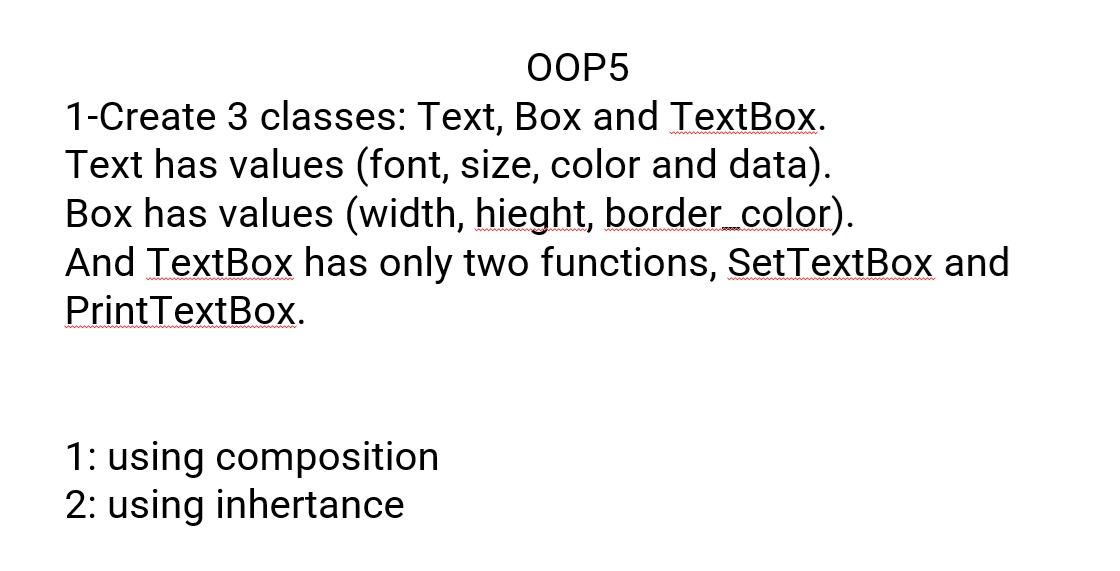 OOP5
1-Create 3 classes: Text, Box and TextBox.
Text has values (font, size, color and data).
Box has values (width, hieght, border_color).
And TextBox has only two functions, SetTextBox and
PrintTextBox.
1: using composition
2: using inhertance